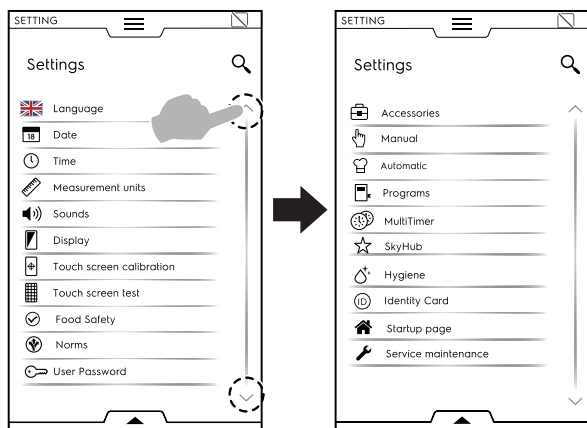 SETTING
Settings
Language
18 Date
Time
Measurement units
Sounds
Display
Touch screen calibration
Touch screen test
Food Safety
Norms
User Password
SETTING
Settings
Accessories
Manual
Automatic
Programs
MultiTimer
SkyHub
Hygiene
ID Identity Card
Startup page
Service maintenance